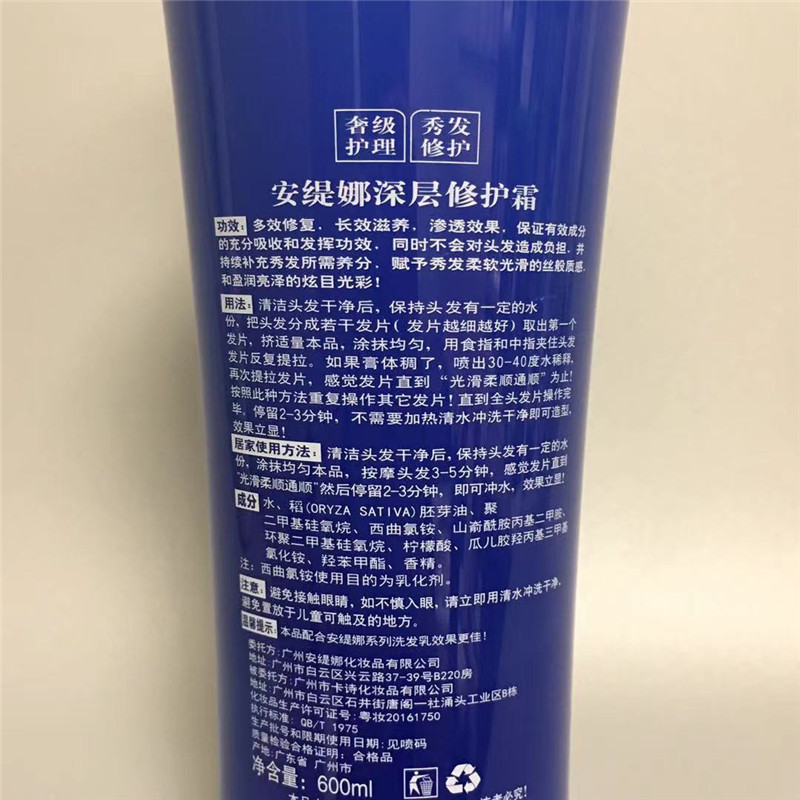 奢级 秀发
护理 修护
安缇娜深层修护霜
功效: 多效修复，长效滋养，渗透效果，保证有效成分
的充分吸收和发挥功效，同时不会对头发造成负担，并
持续补充秀发所需养分，赋予秀发柔软光滑的丝般质感，
和盈润亮泽的炫目光彩!
用法: 清洁头发干净后，保持头发有一定的水
份，把头发分成若干发片(发片越细越好)取出第一个
发片，挤适量本品，涂抹均匀，用食指和中指夹住头发
发片反复提拉。如果膏体稠了，喷出30-40度水稀释，
再次提拉发片，感觉发片直到“光滑柔顺通顺”为止!
按照此种方法重复操作其它发片!直到全头发片操作完
毕，停留2-3分钟，不需要加热清水冲洗干净即可造型，
效果立显!
居家使用方法: 清洁头发干净后，保持头发有一定的水
份，涂抹均匀本品，按摩头发3-5分钟，感觉发片直到
“光滑柔顺通顺”然后停留2-3分钟，即可冲水，效果立显!
成分 水、稻(ORYZA SATIVA)胚芽油、聚
二甲基硅氧烷、西曲氯铵、山嵛酰胺丙基二甲胺、
环聚二甲基硅氧烷、柠檬酸、瓜儿胶羟丙基三甲基
氯化铵、羟苯甲酯、香精。
注: 西曲氯铵使用目的为乳化剂。
注意: 避免接触眼睛，如不慎入眼，请立即用清水冲洗干净，
避免置放于儿童可触及的地方。
温馨提示: 本品配合安缇娜系列洗发乳效果更佳!
委托方: 广州安缇娜化妆品有限公司
地址: 广州市白云区兴云路37-39号B220房
被委托方: 广州市卡诗化妆品有限公司
地址: 广州市白云区石井街唐阁一社涌头工业区B栋
化妆品生产许可证号: 粤妆20161750
执行标准: QB/T 1975
生产批号和限期使用日期: 见喷码
质量检验合格证明: 合格品
产地: 广东省 广州市
净含量: 600ml